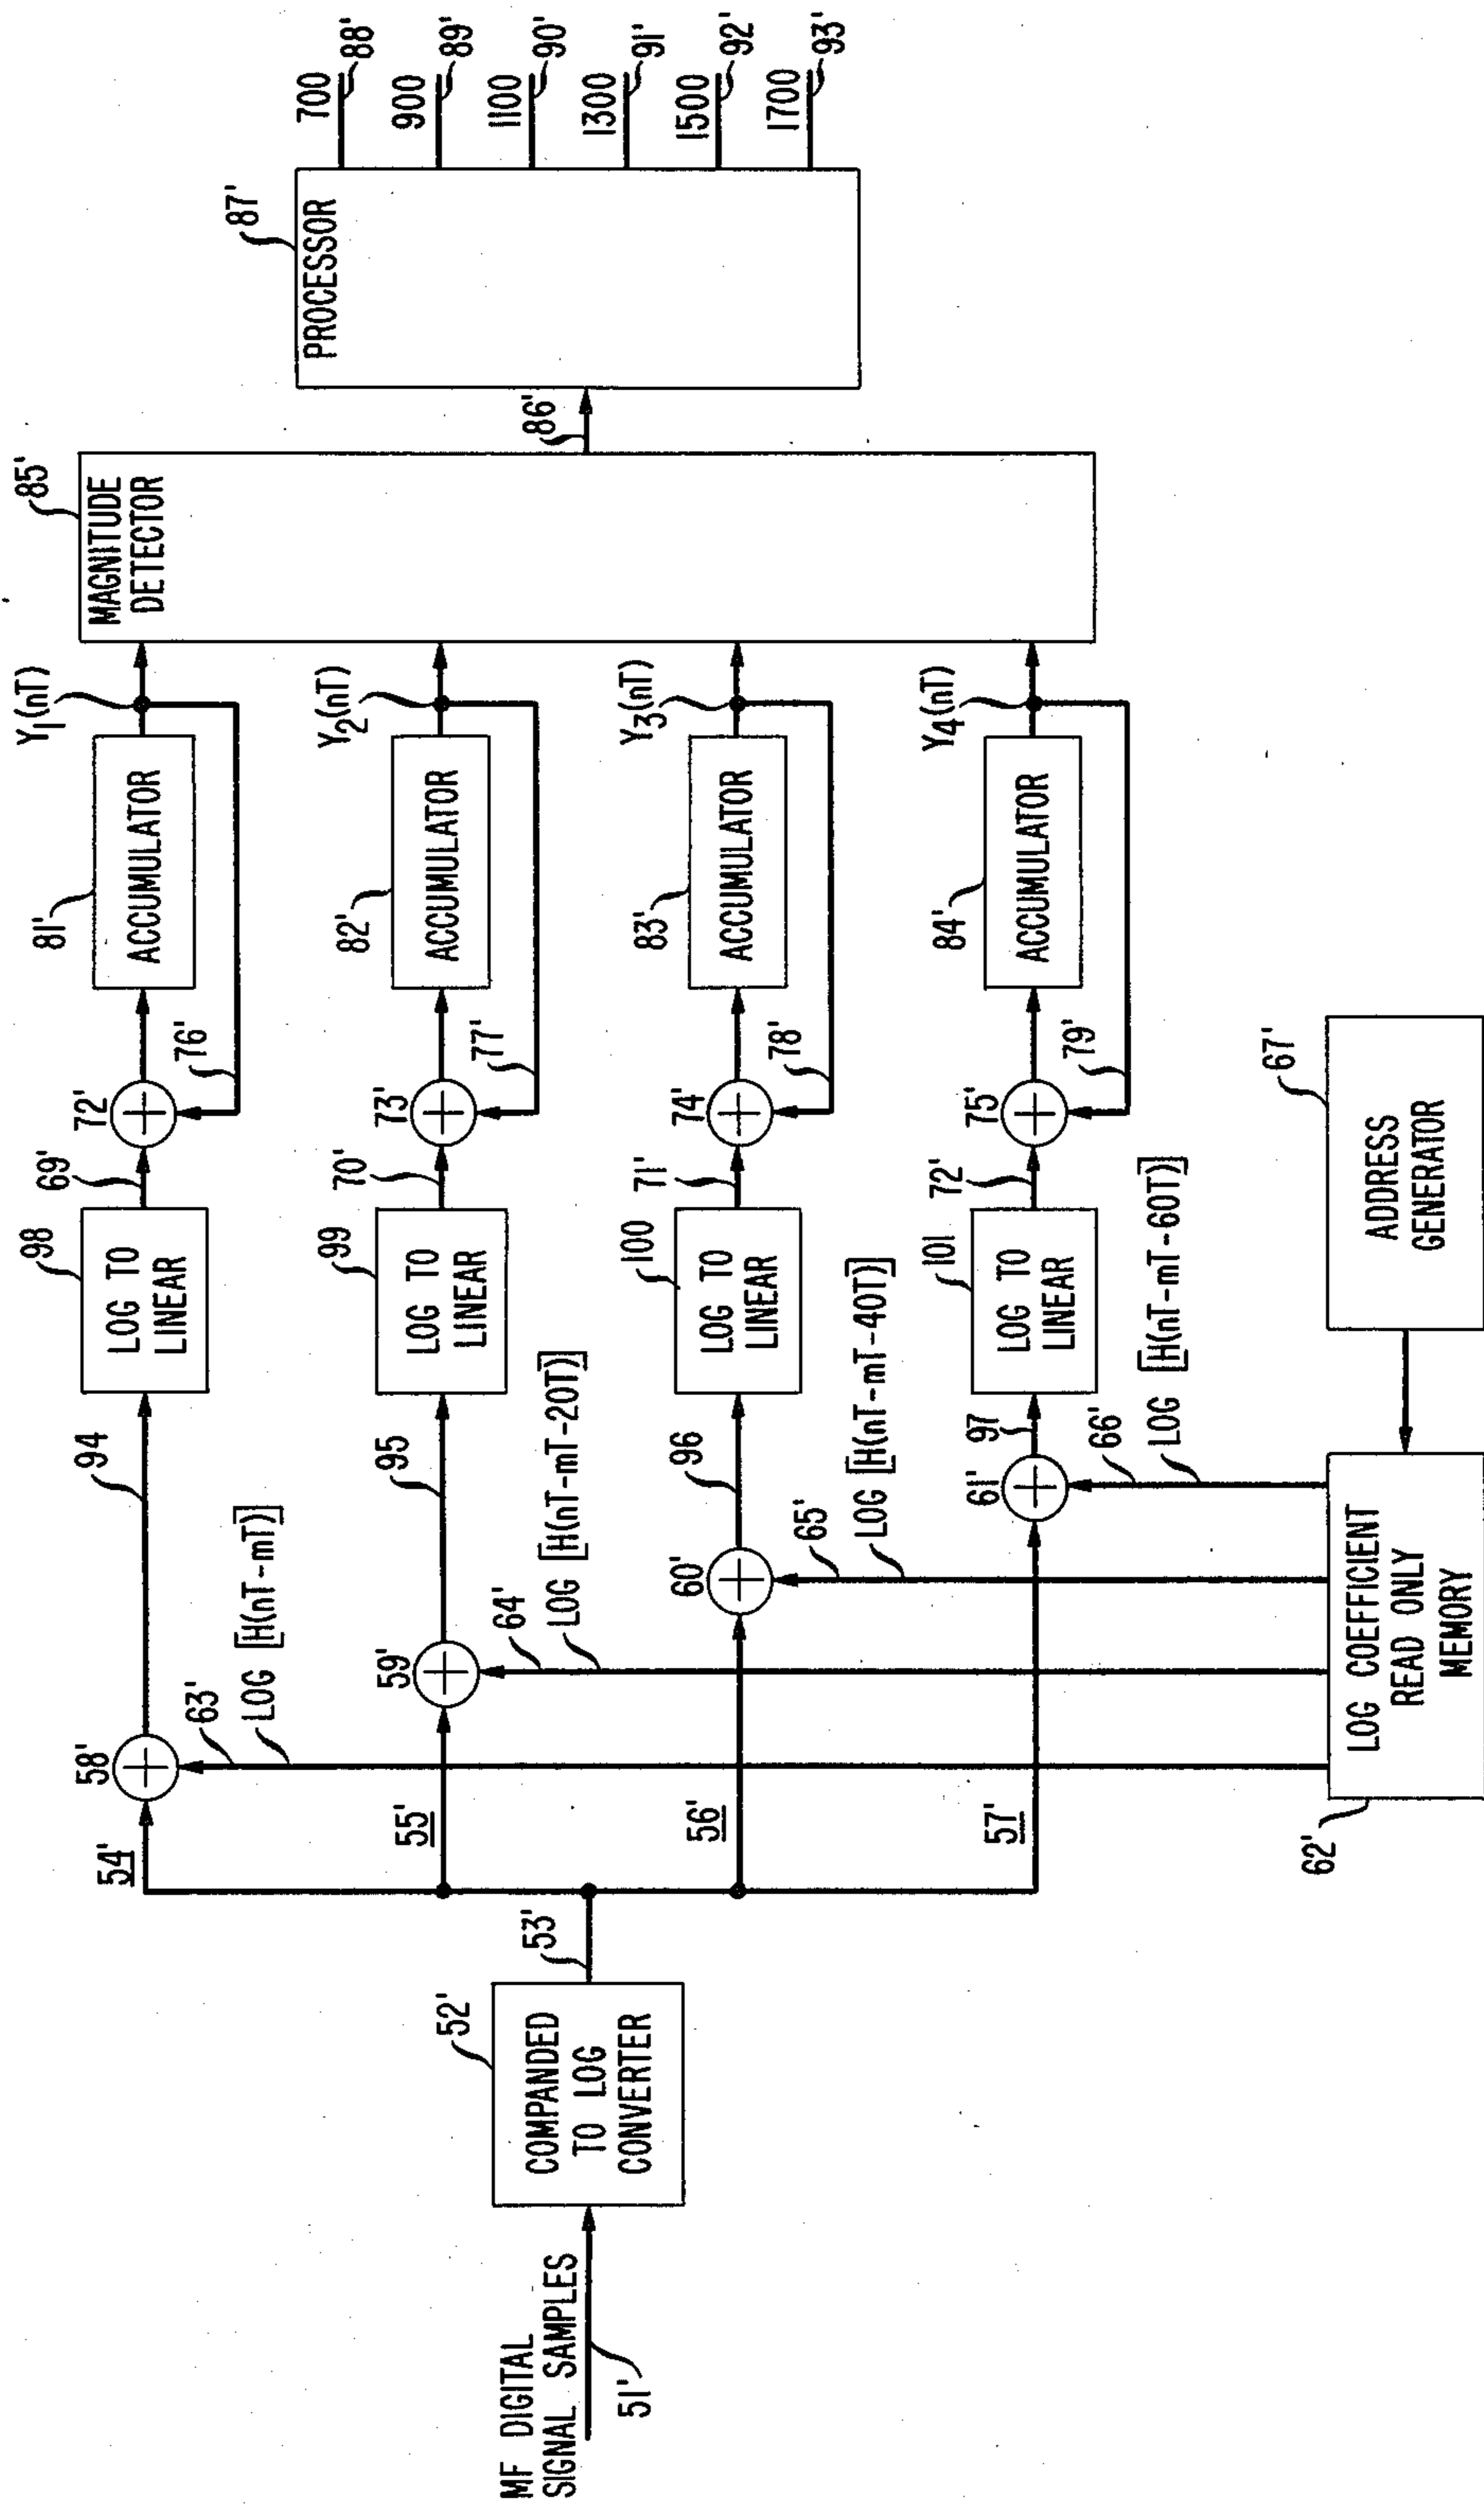 MF DIGITAL
SIGNAL SAMPLES
51'
52'
COMPANDED
TO LOG
CONVERTER
53'
54'
55'
56'
57'
58'
59'
60'
61'
63'
LOG [H(nT-mT)]
64'
LOG [H(nT-mT-20T)]
65'
LOG [H(nT-mT-40T)]
66'
LOG [H(nT-mT-60T)]
62'
LOG COEFFICIENT
READ ONLY
MEMORY
67'
ADDRESS
GENERATOR
94
95
96
97
98
LOG TO
LINEAR
99
LOG TO
LINEAR
100
LOG TO
LINEAR
101
LOG TO
LINEAR
69'
70'
71'
72'
72'
73'
74'
75'
76'
77'
78'
79'
81'
ACCUMULATOR
82'
ACCUMULATOR
83'
ACCUMULATOR
84'
ACCUMULATOR
Y1(nT)
Y2(nT)
Y3(nT)
Y4(nT)
85'
MAGNITUDE
DETECTOR
86'
87'
PROCESSOR
700
88'
900
89'
1100
90'
1300
91'
1500
92'
1700
93'